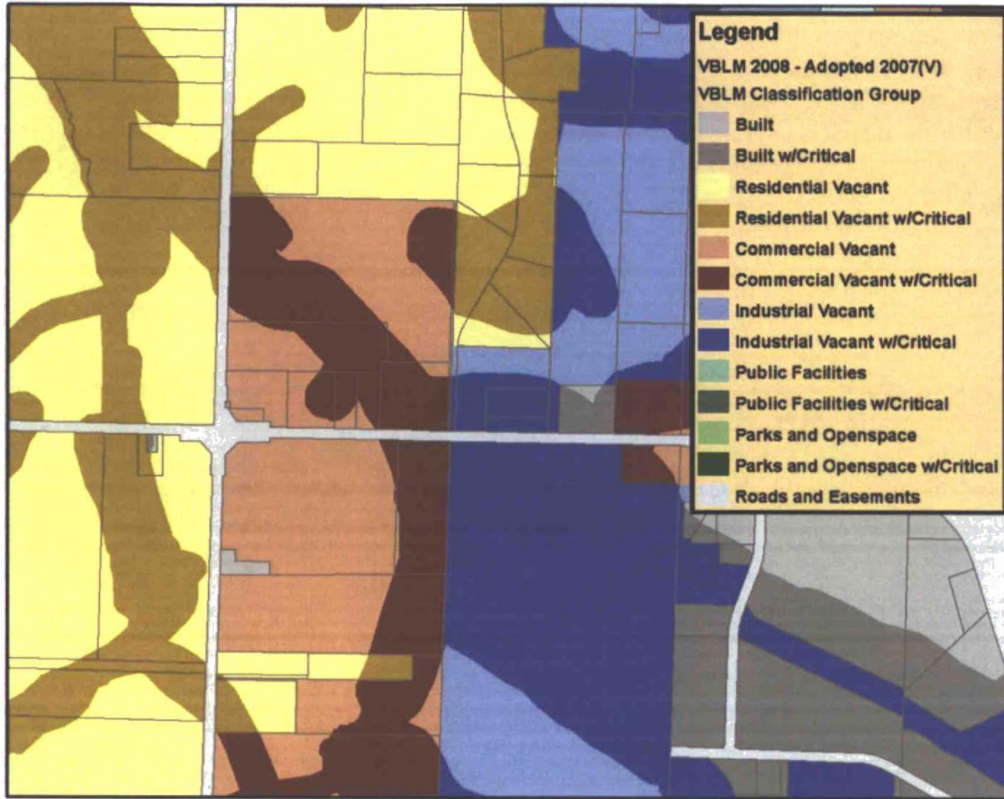 Legend
VBLM 2008 - Adopted 2007(V)
VBLM Classification Group
Built
Built w/Critical
Residential Vacant
Residential Vacant w/Critical
Commercial Vacant
Commercial Vacant w/Critical
Industrial Vacant
Industrial Vacant w/Critical
Public Facilities
Public Facilities w/Critical
Parks and Openspace
Parks and Openspace w/Critical
Roads and Easements